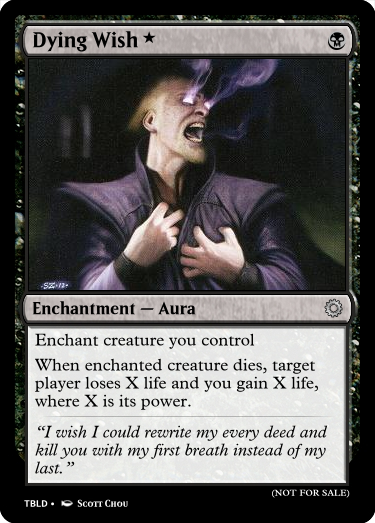 Dying Wish ★
Enchantment — Aura
Enchant creature you control
When enchanted creature dies, target
player loses X life and you gain X life,
where X is its power.
“I wish I could rewrite my every deed and
kill you with my first breath instead of my
last.”
(NOT FOR SALE)
TBLD • Scott Chou